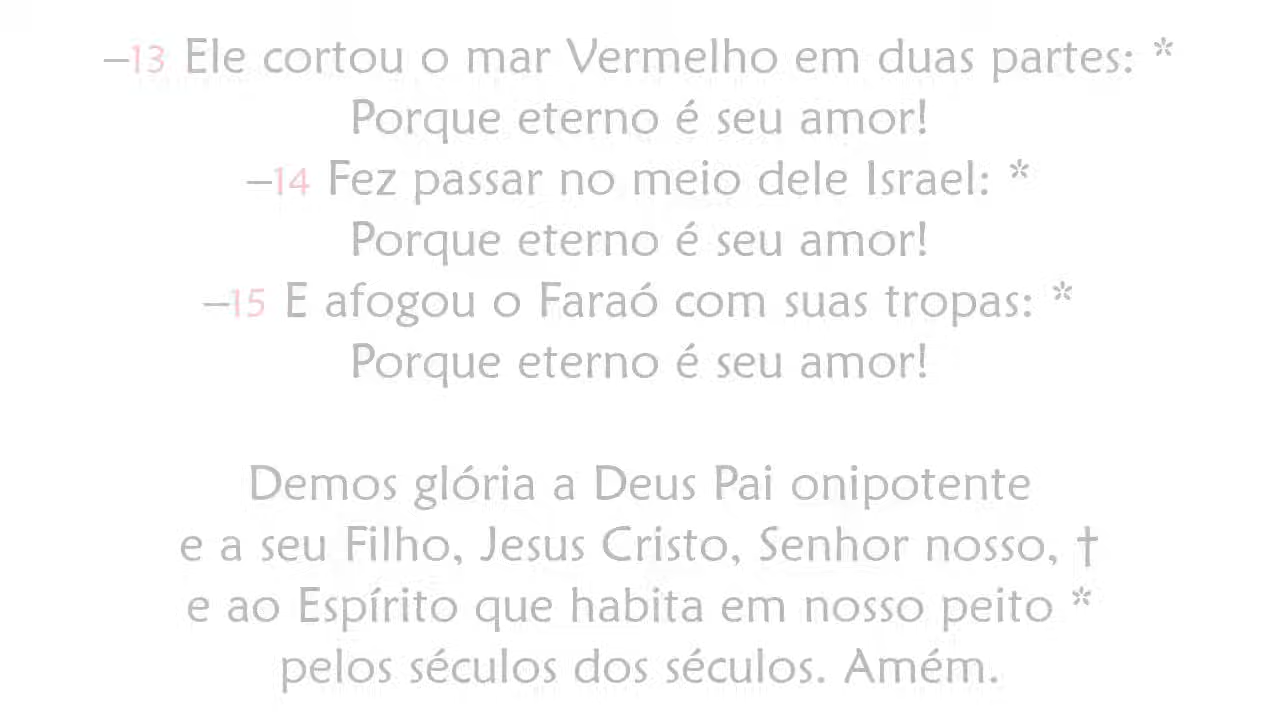 –13 Ele cortou o mar Vermelho em duas partes: *
Porque eterno é seu amor!
–14 Fez passar no meio dele Israel: *
Porque eterno é seu amor!
–15 E afogou o Faraó com suas tropas: *
Porque eterno é seu amor!
Demos glória a Deus Pai onipotente
e a seu Filho, Jesus Cristo, Senhor nosso, †
e ao Espírito que habita em nosso peito *
pelos séculos dos séculos. Amém.